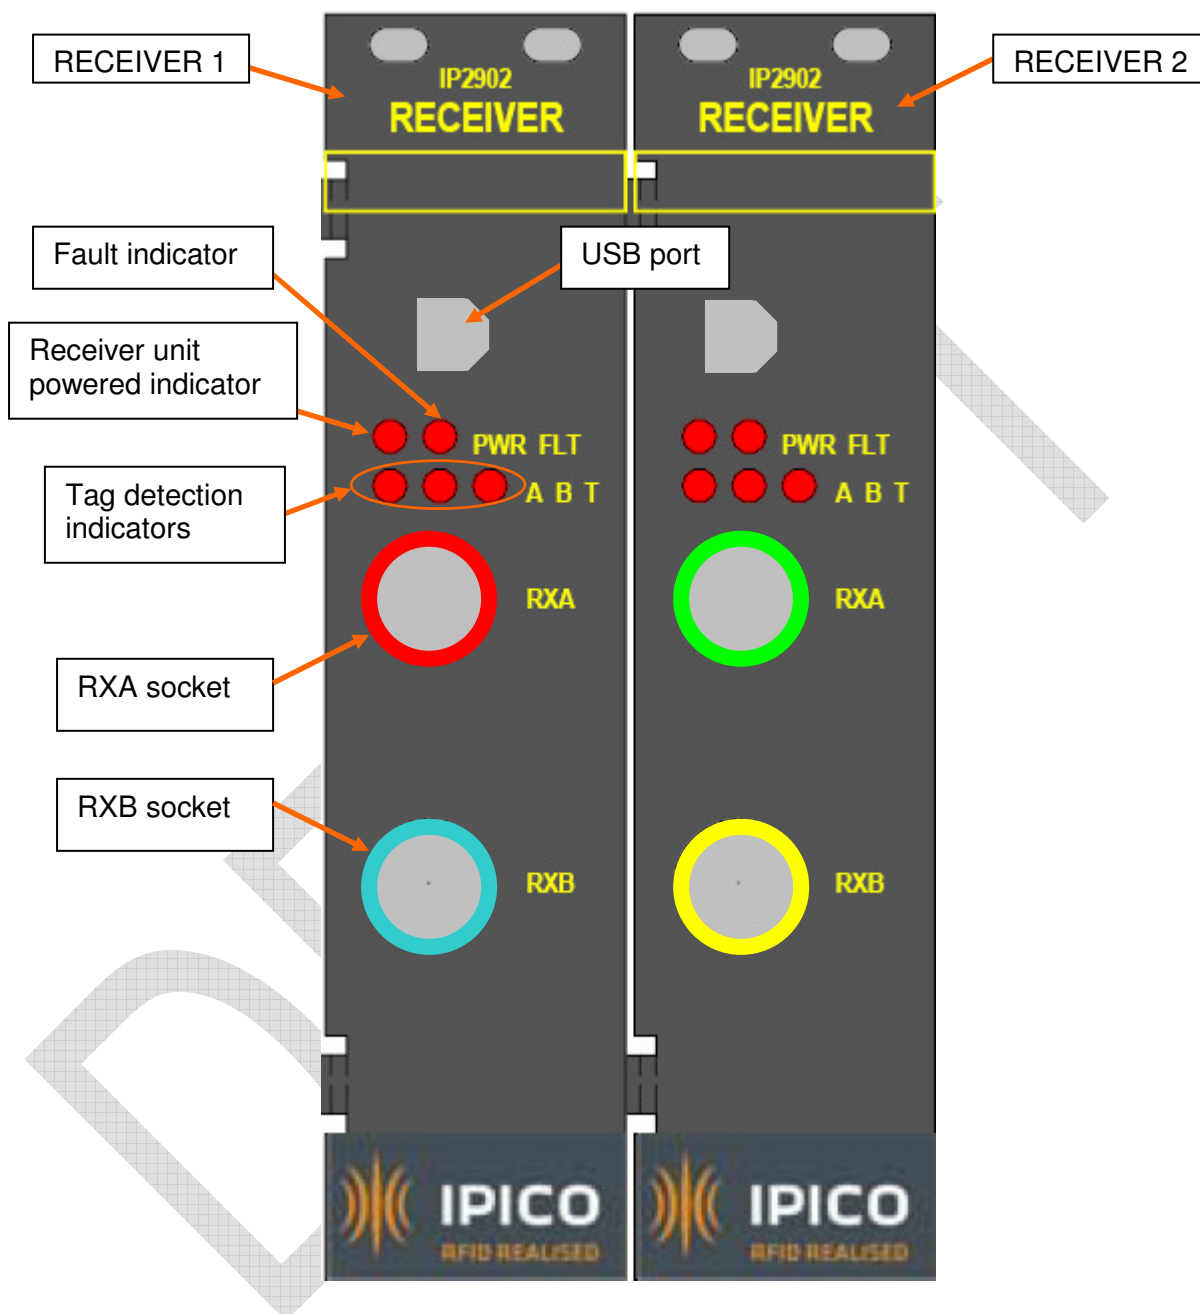 RECEIVER 1
RECEIVER 2
IP2902
RECEIVER
IP2902
RECEIVER
Fault indicator
USB port
Receiver unit
powered indicator
PWR FLT
PWR FLT
Tag detection
indicators
A B T
A B T
RXA
RXA
RXA socket
RXB socket
RXB
RXB
IPICO
RFID REALISED
IPICO
RFID REALISED